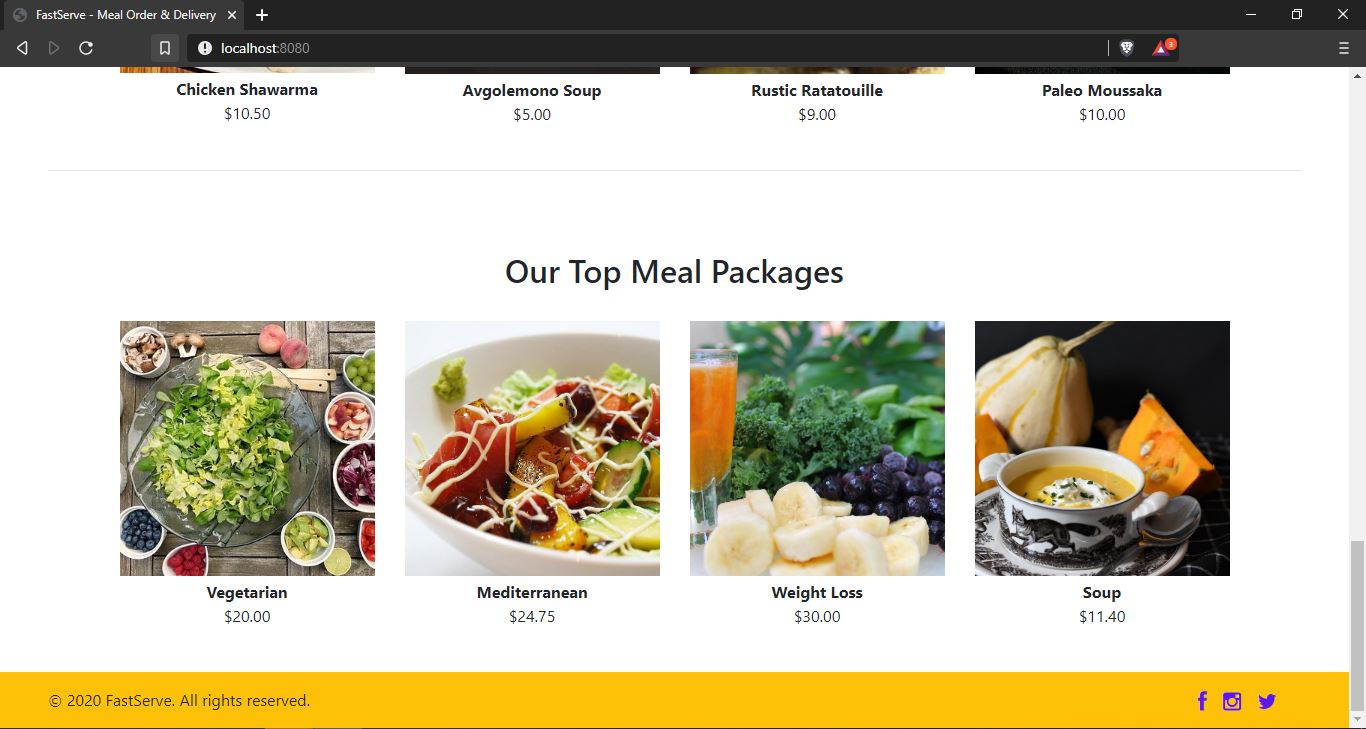 FastServe - Meal Order & Delivery
localhost:8080
3
Chicken Shawarma
$10.50
Avgolemono Soup
$5.00
Rustic Ratatouille
$9.00
Paleo Moussaka
$10.00
Our Top Meal Packages
Vegetarian
$20.00
Mediterranean
$24.75
Weight Loss
$30.00
Soup
$11.40
© 2020 FastServe. All rights reserved.